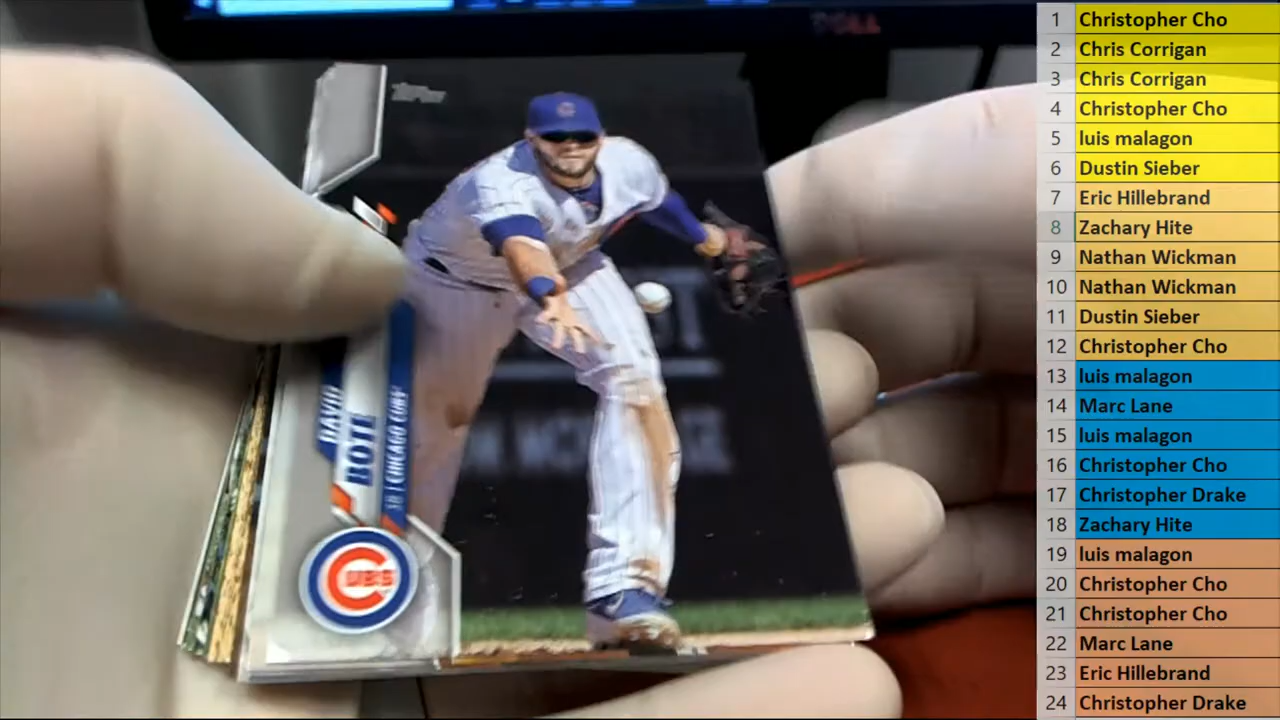 DELL
Topps
DAVID
BOTE
3B | CHICAGO CUBS
CUBS
1 Christopher Cho
2 Chris Corrigan
3 Chris Corrigan
4 Christopher Cho
5 luis malagon
6 Dustin Sieber
7 Eric Hillebrand
8 Zachary Hite
9 Nathan Wickman
10 Nathan Wickman
11 Dustin Sieber
12 Christopher Cho
13 luis malagon
14 Marc Lane
15 luis malagon
16 Christopher Cho
17 Christopher Drake
18 Zachary Hite
19 luis malagon
20 Christopher Cho
21 Christopher Cho
22 Marc Lane
23 Eric Hillebrand
24 Christopher Drake